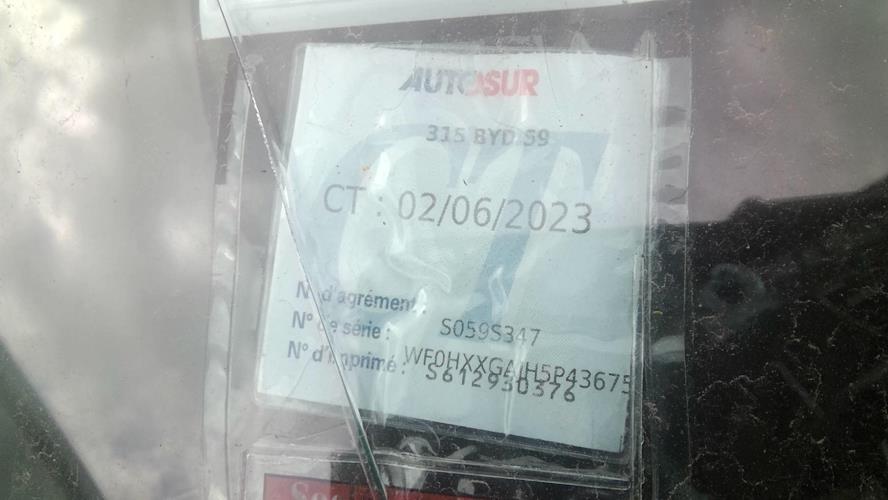 AUTOSUR
315 BYD 59
CT : 02/06/2023
N° d'agrément :
S059S347
N° de série :
WF0HXXGAJH5P43675
N° d'imprimé :
S612930376